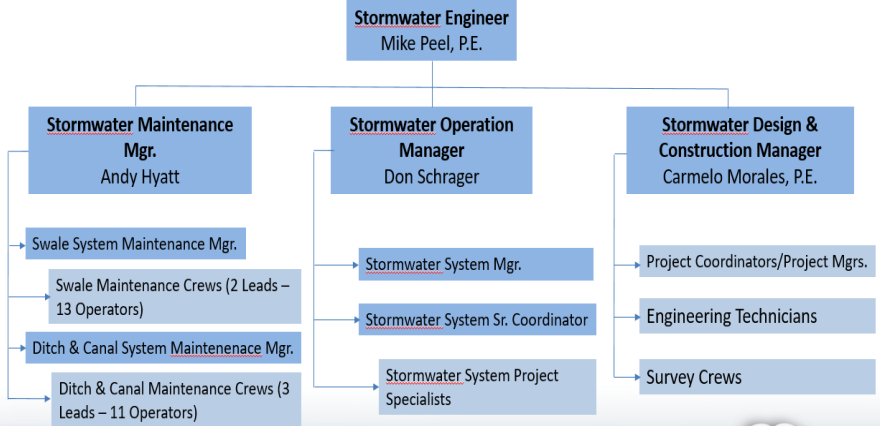 Stormwater Engineer
Mike Peel, P.E.
Stormwater Maintenance
Mgr.
Andy Hyatt
Swale System Maintenance Mgr.
Swale Maintenance Crews (2 Leads –
13 Operators)
Ditch & Canal System Maintenenace Mgr.
Ditch & Canal Maintenance Crews (3
Leads – 11 Operators)
Stormwater Operation
Manager
Don Schrager
Stormwater System Mgr.
Stormwater System Sr. Coordinator
Stormwater System Project
Specialists
Stormwater Design &
Construction Manager
Carmelo Morales, P.E.
Project Coordinators/Project Mgrs.
Engineering Technicians
Survey Crews